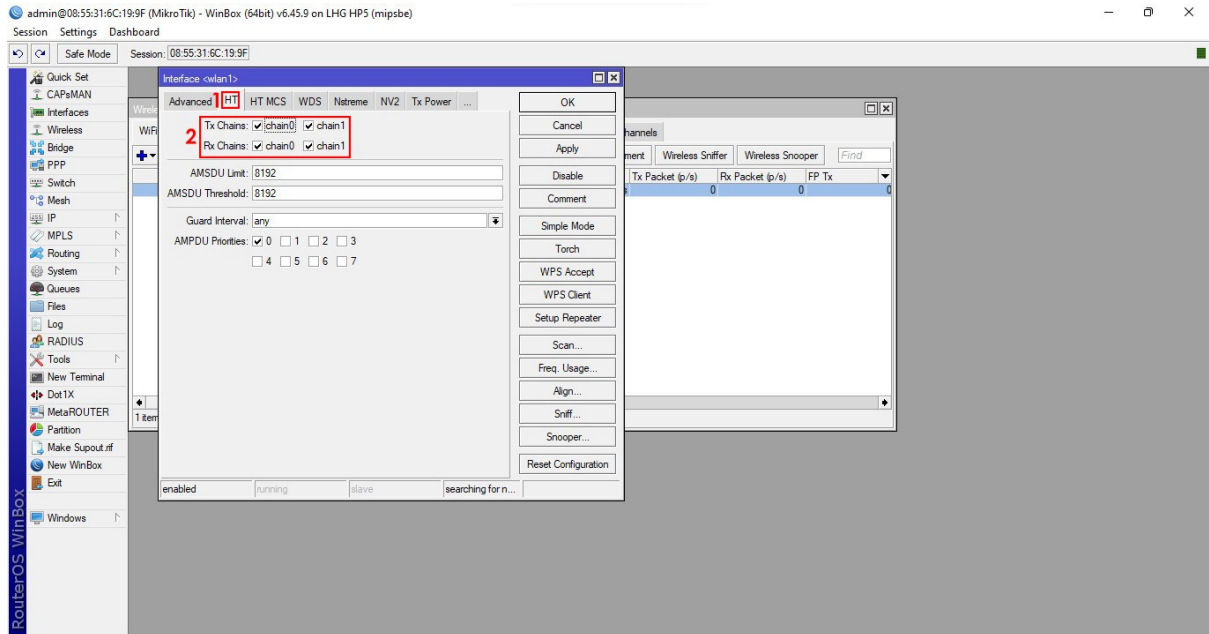 admin@08:55:31:6C:19:9F (MikroTik) - WinBox (64bit) v6.45.9 on LHG HP5 (mipsbe)
Session Settings Dashboard
Safe Mode Session: 08:55:31:6C:19:9F
Quick Set
CAPsMAN
Interfaces
Wireless
Bridge
PPP
Switch
Mesh
IP
MPLS
Routing
System
Queues
Files
Log
RADIUS
Tools
New Terminal
Dot1X
MetaROUTER
Partition
Make Supout.rif
New WinBox
Exit
Windows
RouterOS WinBox
Interface <wlan1>
Advanced 1 HT HT MCS WDS Nstreme NV2 Tx Power ...
2
Tx Chains: chain0 chain1
Rx Chains: chain0 chain1
AMSDU Limit: 8192
AMSDU Threshold: 8192
Guard Interval: any
AMPDU Priorities: 0 1 2 3
4 5 6 7
OK
Cancel
Apply
Disable
Comment
Simple Mode
Torch
WPS Accept
WPS Client
Setup Repeater
Scan...
Freq. Usage...
Align...
Sniff...
Snooper...
Reset Configuration
enabled running slave searching for n...
Wireless Sniffer Wireless Snooper Find
Tx Packet (p/s) Rx Packet (p/s) FP Tx
0 0 0
1 item